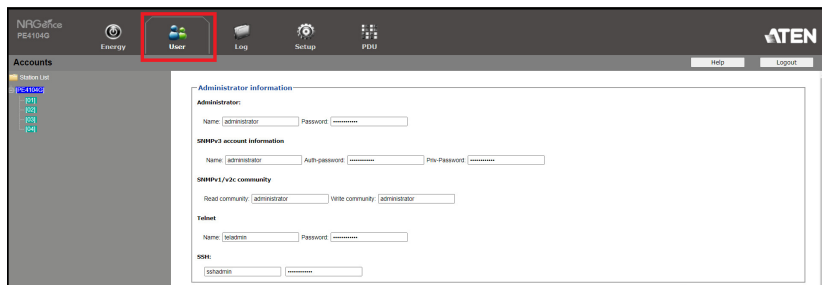 NRGence
PE4104G
Energy
User
Log
Setup
PDU
ATEN
Accounts
Help
Logout
Station List
PE4104G
[01]
[02]
[03]
[04]
Administrator information
Administrator:
Name: administrator Password: ••••••••••••
SNMPv3 account information
Name: administrator Auth-password: ••••••••••••• Priv-Password: •••••••••••••
SNMPv1/v2c community
Read community: administrator Write community: administrator
Telnet
Name: teladmin Password: ••••••••••••
SSH:
sshadmin •••••••••••••